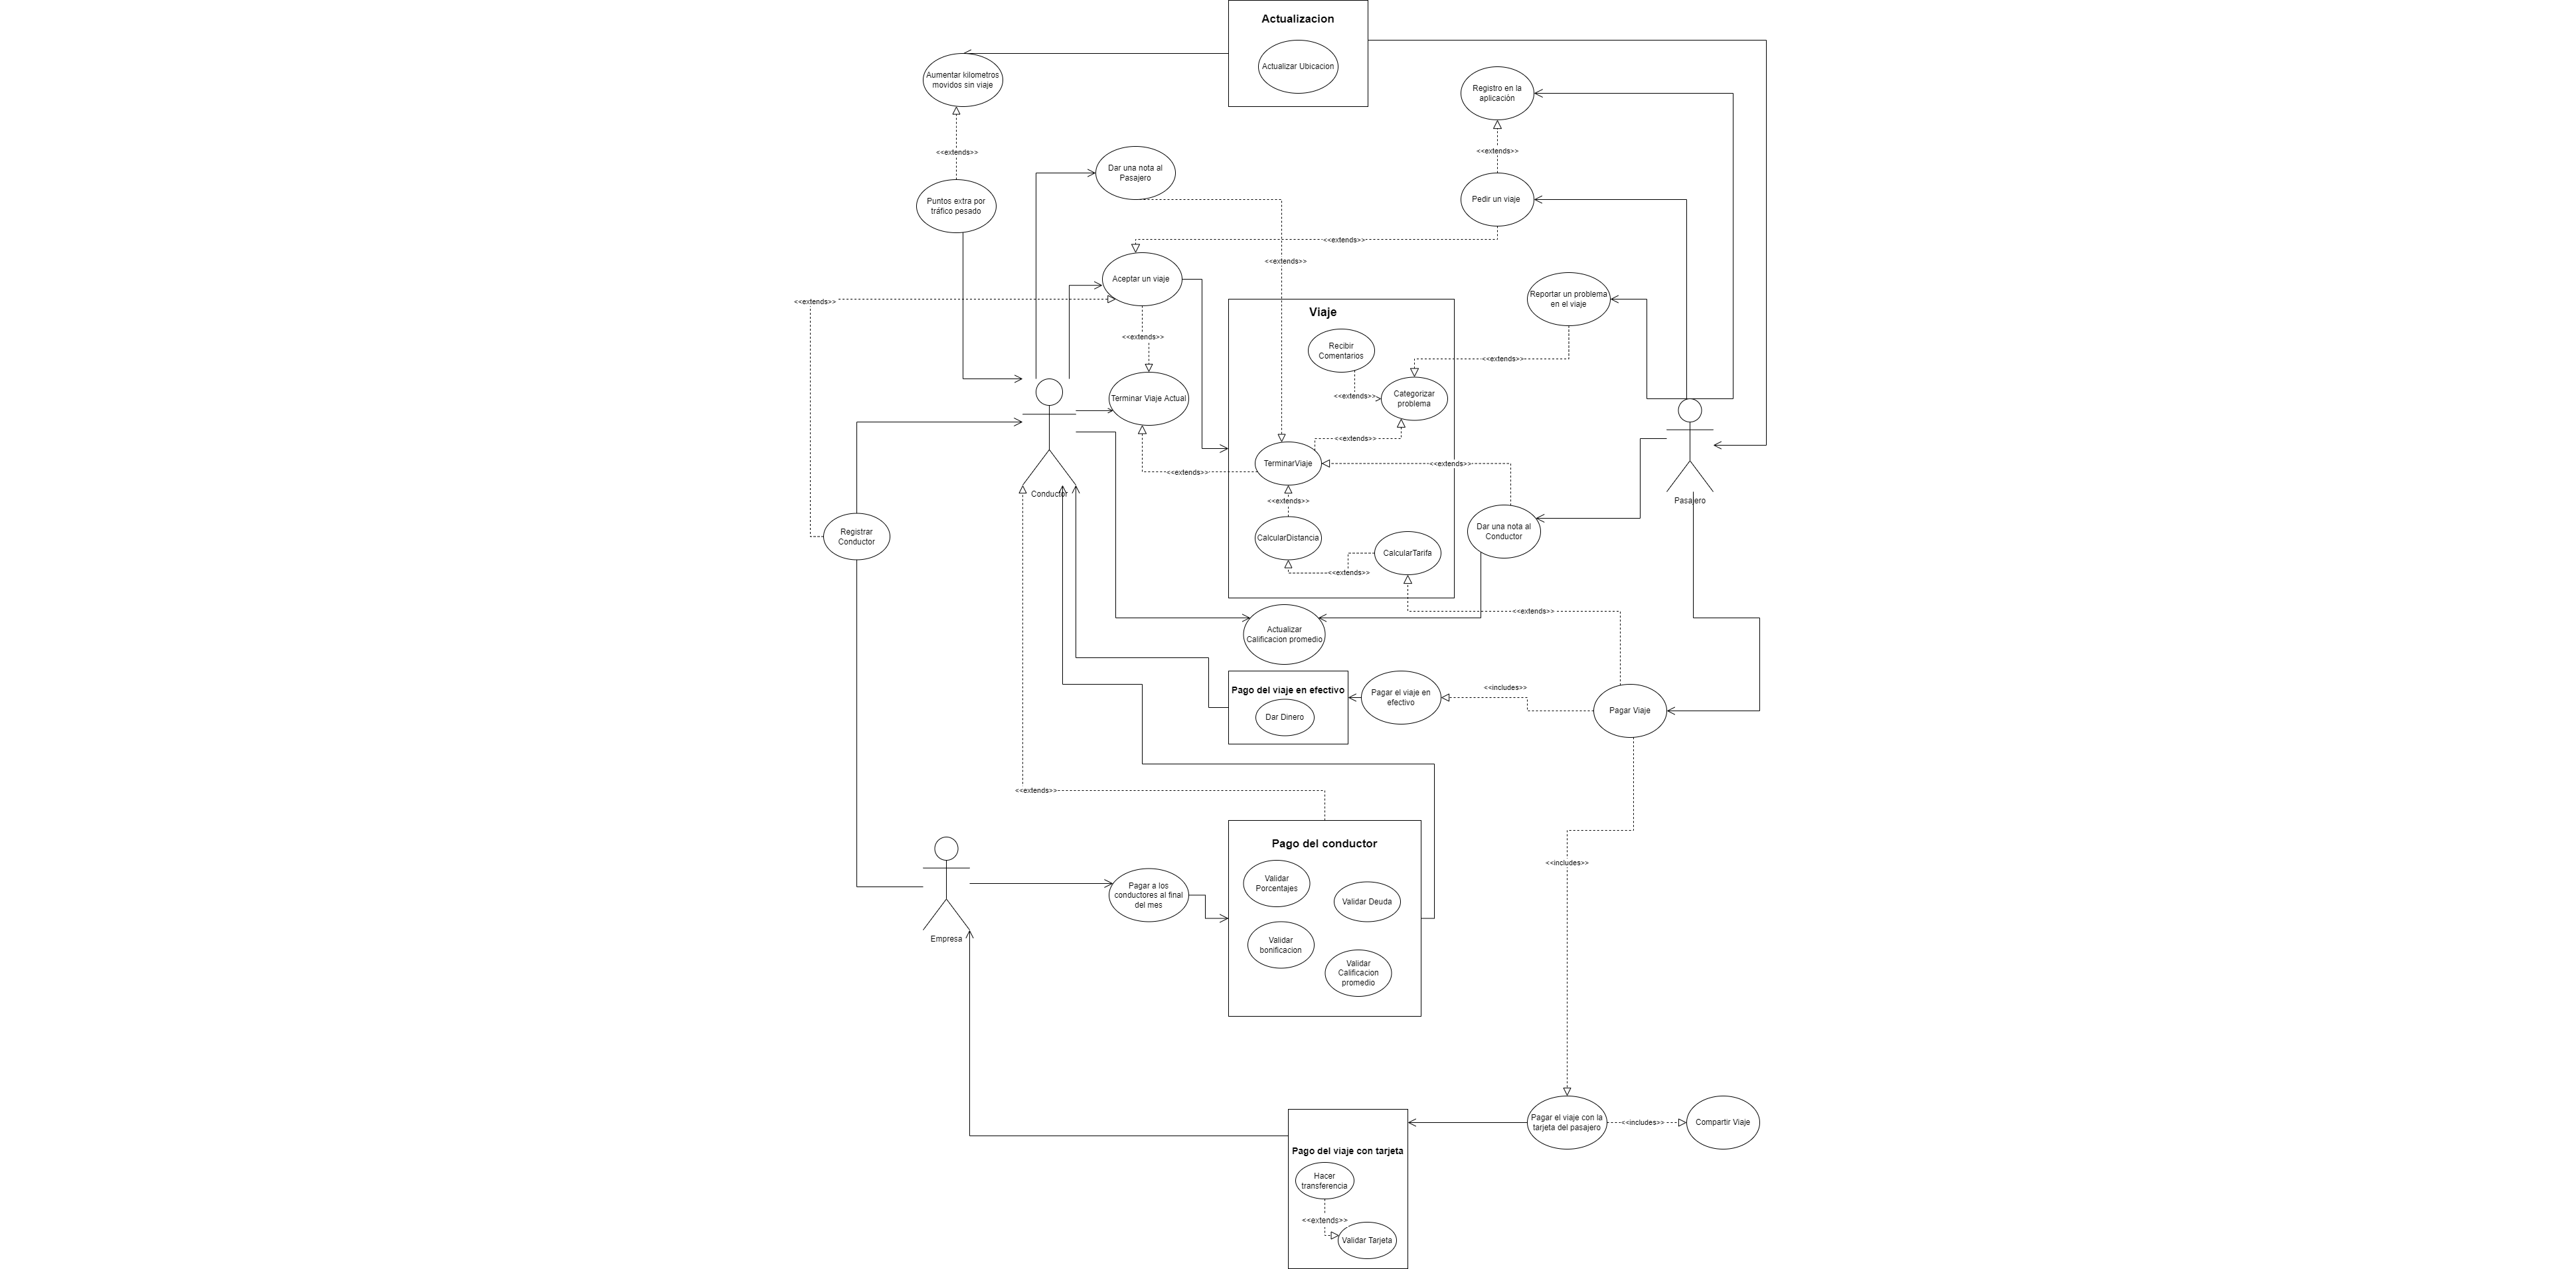 Actualizacion
Actualizar Ubicacion
Aumentar kilometros
movidos sin viaje
Registro en la
aplicación
<<extends>>
<<extends>>
Dar una nota al
Pasajero
Puntos extra por
tráfico pesado
Pedir un viaje
<<extends>>
<<extends>>
Aceptar un viaje
Reportar un problema
en el viaje
<<extends>>
Viaje
<<extends>>
Recibir
Comentarios
<<extends>>
Categorizar
problema
<<extends>>
Terminar Viaje Actual
<<extends>>
TerminarViaje
<<extends>>
<<extends>>
Conductor
Pasajero
<<extends>>
Registrar
Conductor
CalcularDistancia
CalcularTarifa
<<extends>>
Dar una nota al
Conductor
<<extends>>
Actualizar
Calificacion promedio
Pago del viaje en efectivo
Dar Dinero
Pagar el viaje en
efectivo
<<includes>>
Pagar Viaje
<<extends>>
Pago del conductor
Validar
Porcentajes
Validar Deuda
Validar
bonificacion
Validar
Calificacion
promedio
Pagar a los
conductores al final
del mes
Empresa
<<includes>>
Pagar el viaje con la
tarjeta del pasajero
<<includes>>
Compartir Viaje
Pago del viaje con tarjeta
Hacer
transferencia
<<extends>>
Validar Tarjeta